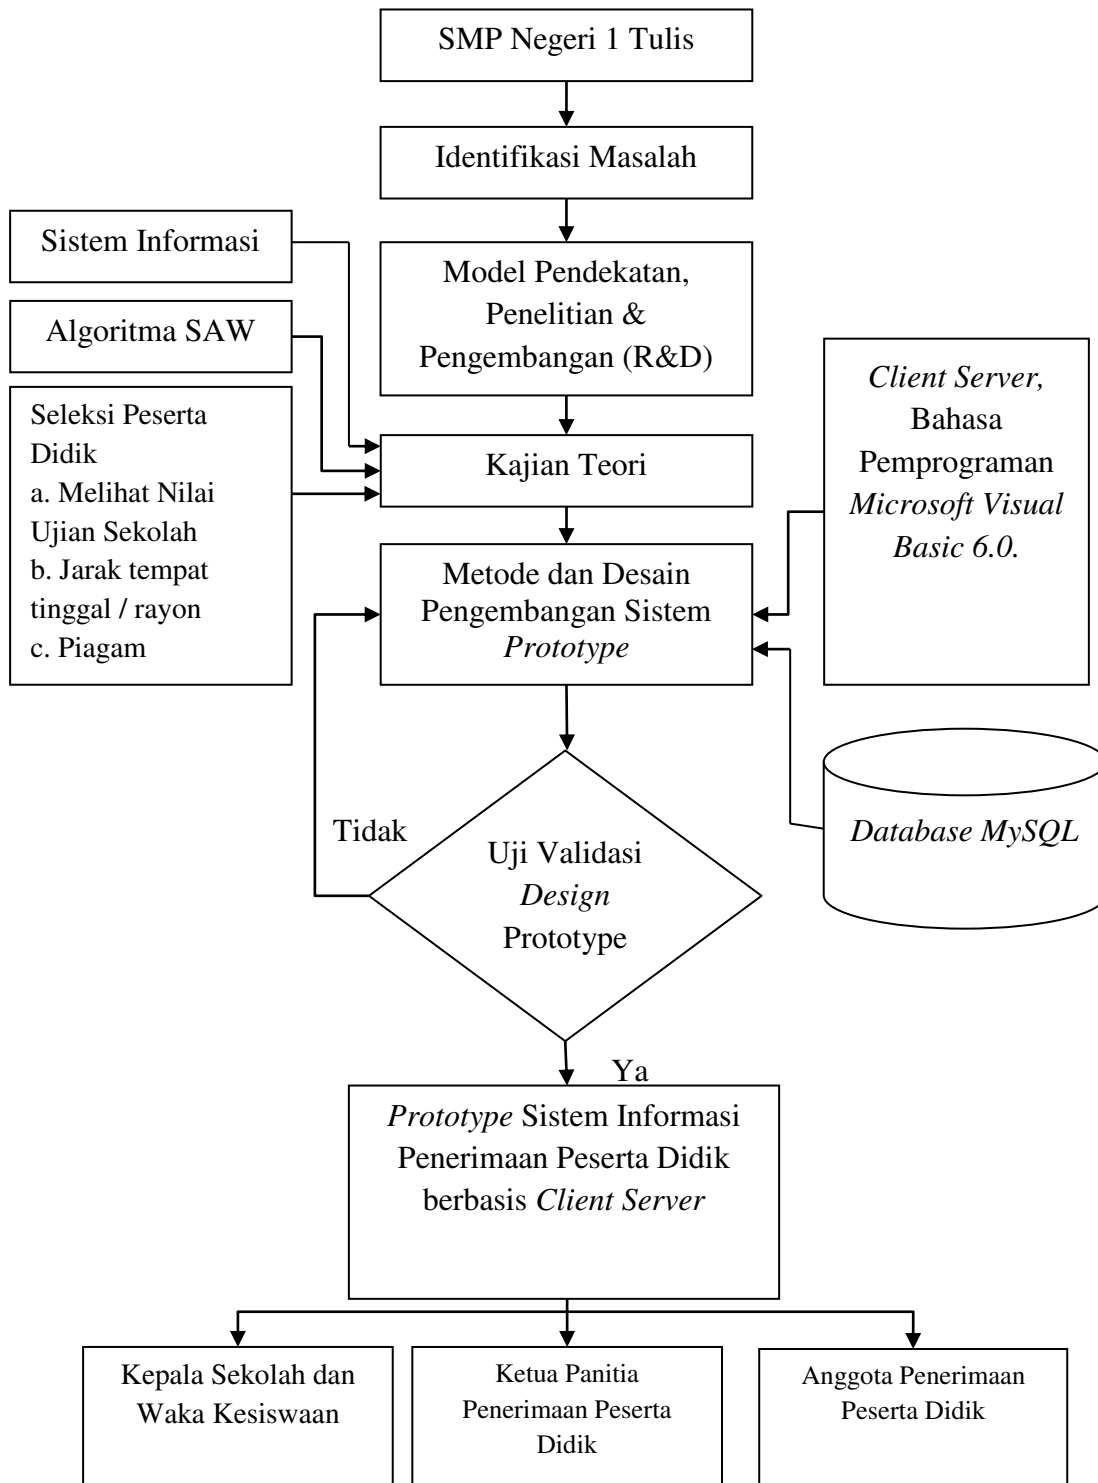 SMP Negeri 1 Tulis
Identifikasi Masalah
Sistem Informasi
Model Pendekatan,
Penelitian &
Pengembangan (R&D)
Algoritma SAW
Seleksi Peserta
Didik
a. Melihat Nilai
Ujian Sekolah
b. Jarak tempat
tinggal / rayon
c. Piagam
Kajian Teori
Client Server,
Bahasa
Pemprograman
Microsoft Visual
Basic 6.0.
Metode dan Desain
Pengembangan Sistem
Prototype
Database MySQL
Tidak
Uji Validasi
Design
Prototype
Ya
Prototype Sistem Informasi
Penerimaan Peserta Didik
berbasis Client Server
Kepala Sekolah dan
Waka Kesiswaan
Ketua Panitia
Penerimaan Peserta
Didik
Anggota Penerimaan
Peserta Didik